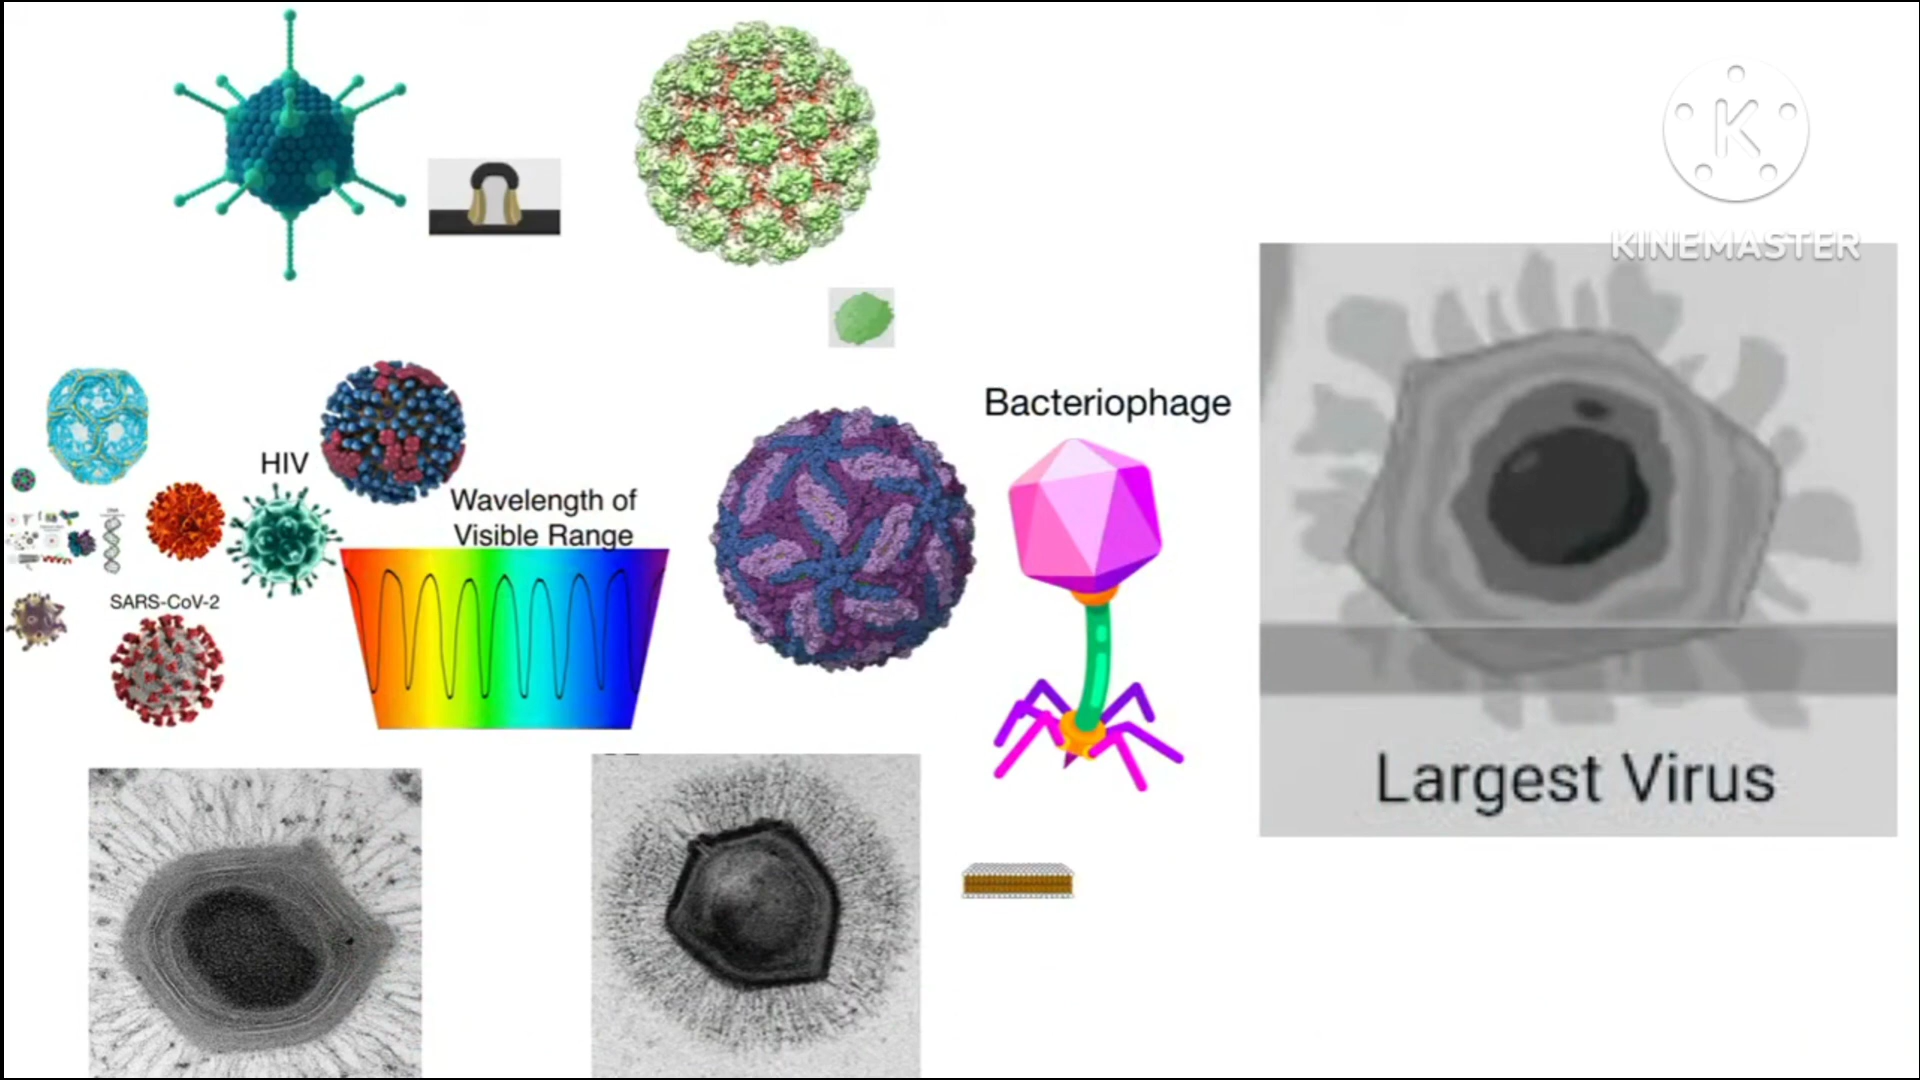 K
KINEMASTER
Bacteriophage
HIV
Wavelength of
Visible Range
SARS-CoV-2
Largest Virus